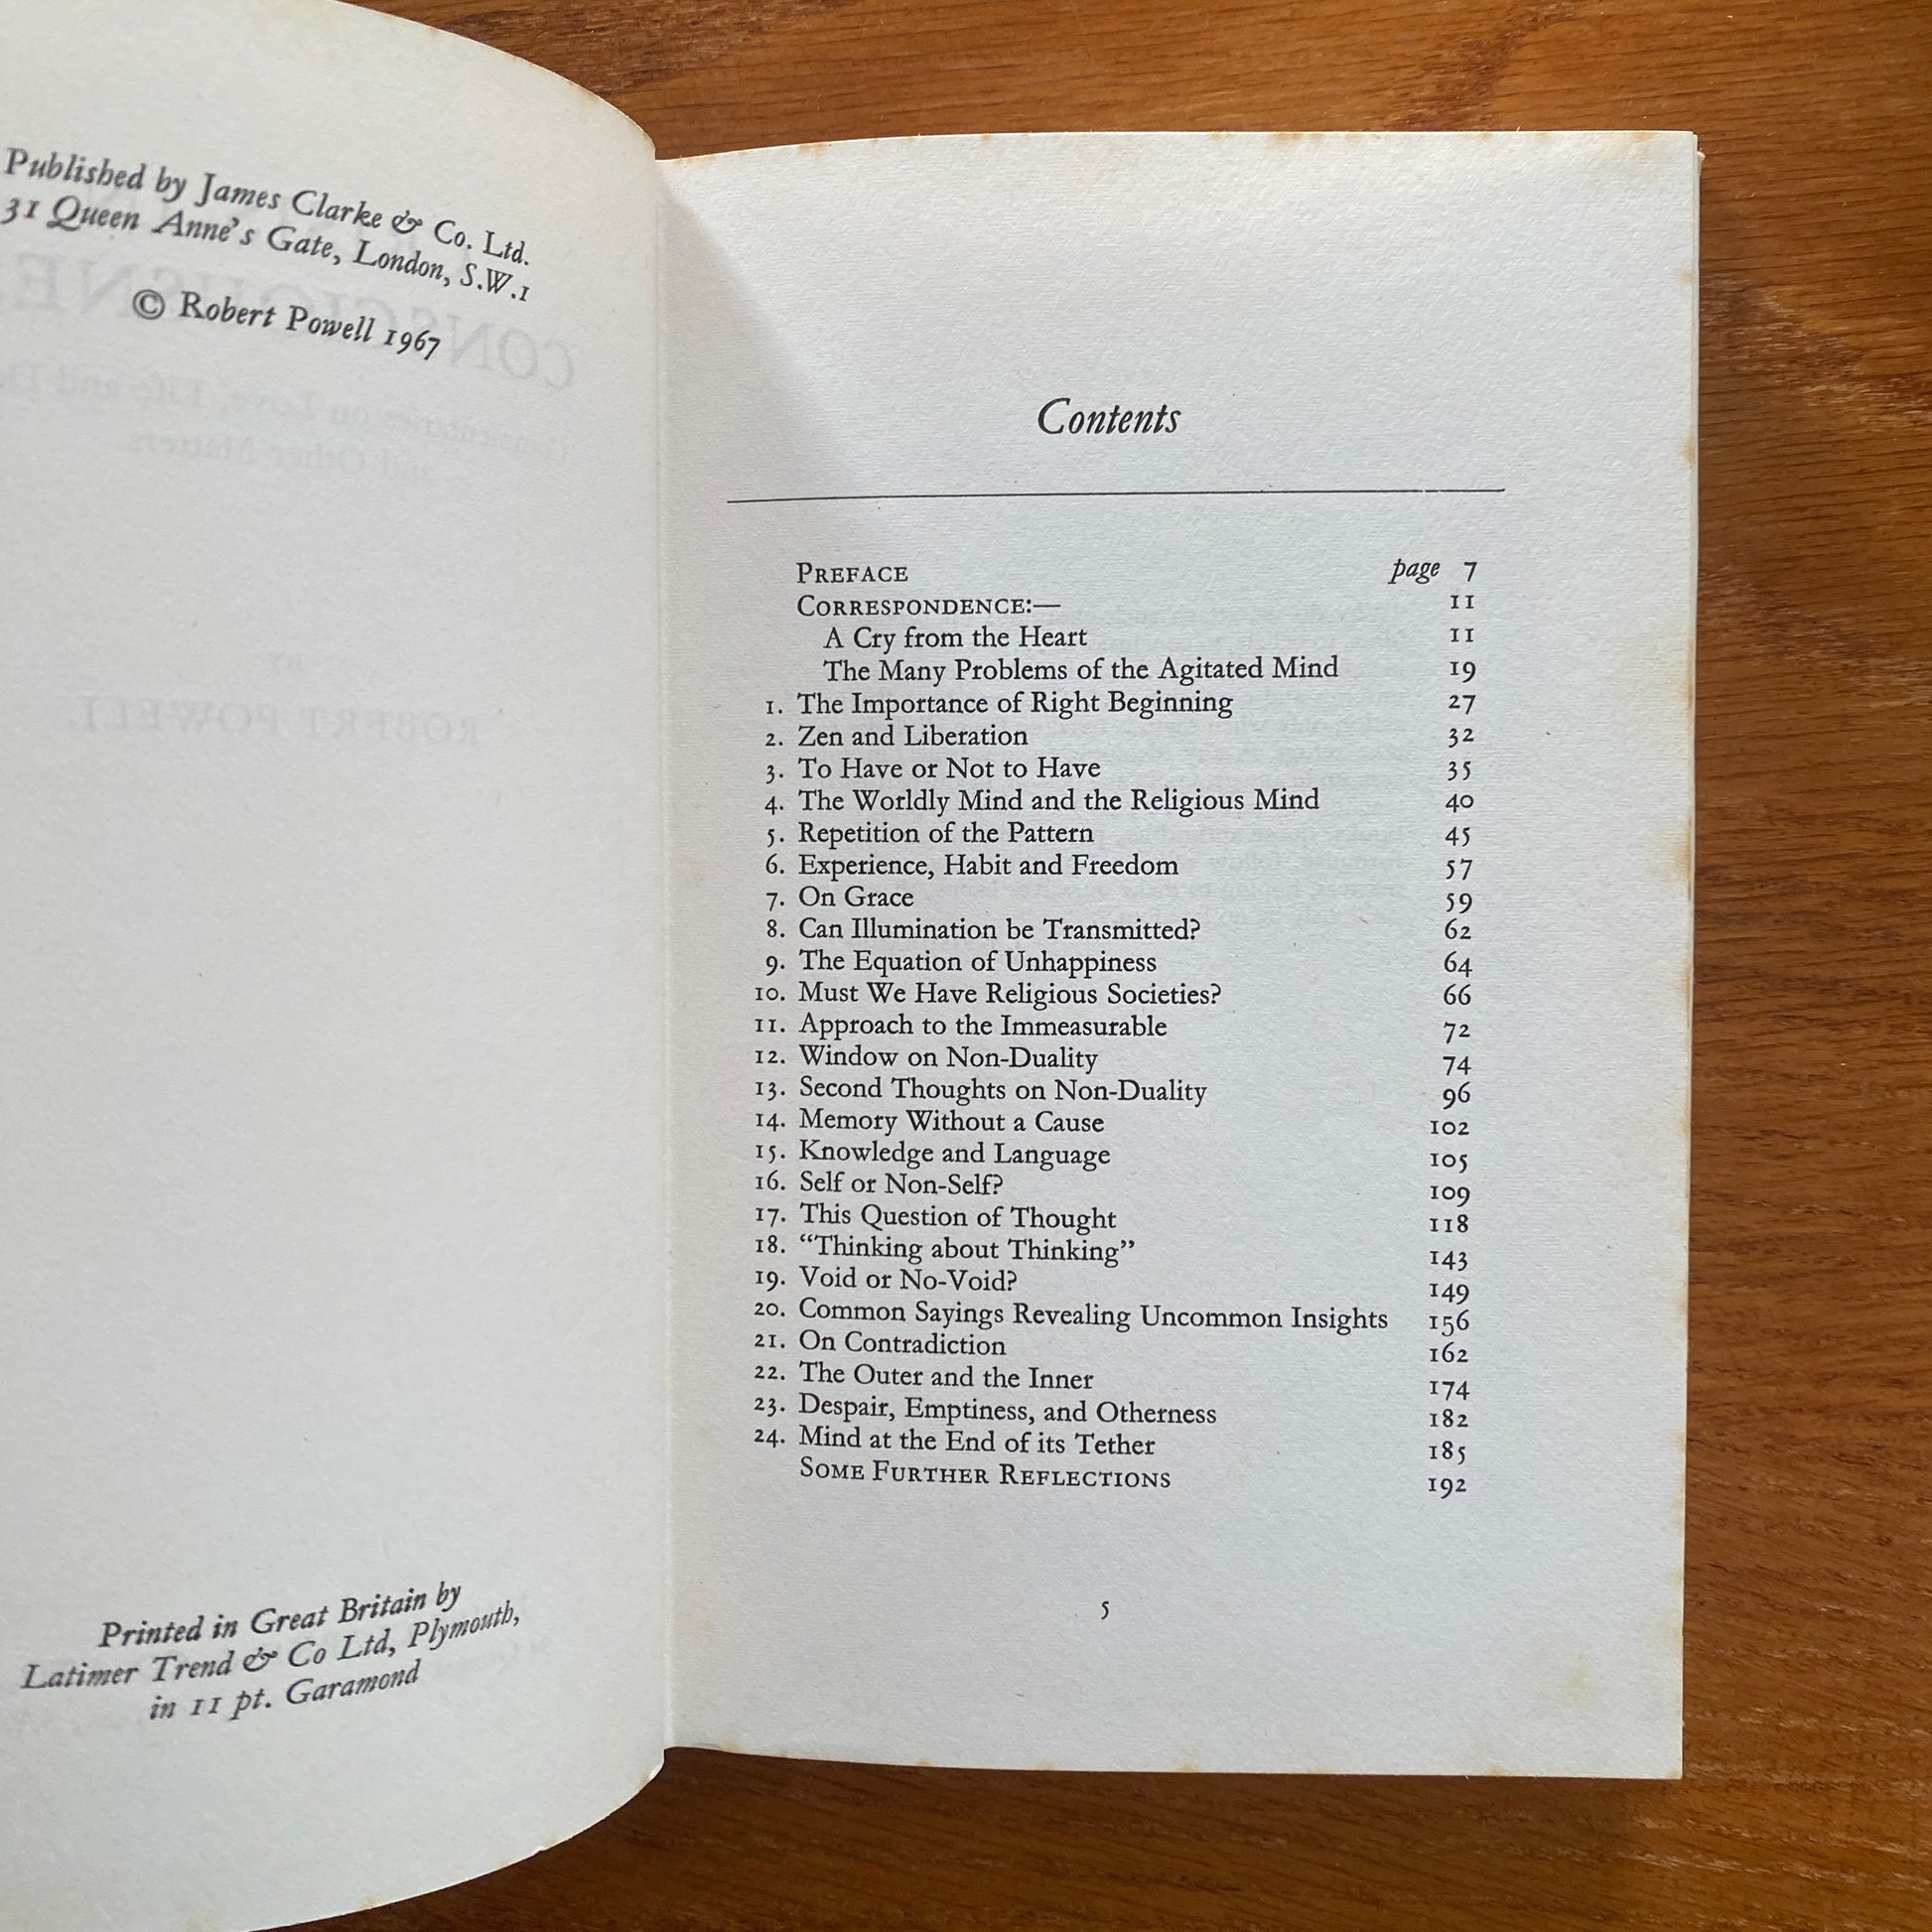 Published by James Clarke & Co. Ltd.
31 Queen Anne's Gate, London, S.W.1
© Robert Powell 1967
Printed in Great Britain by
Latimer Trend & Co Ltd, Plymouth,
in 11 pt. Garamond
Contents
PREFACE page 7
CORRESPONDENCE:— 11
A Cry from the Heart 11
The Many Problems of the Agitated Mind 19
1. The Importance of Right Beginning 27
2. Zen and Liberation 32
3. To Have or Not to Have 35
4. The Worldly Mind and the Religious Mind 40
5. Repetition of the Pattern 45
6. Experience, Habit and Freedom 57
7. On Grace 59
8. Can Illumination be Transmitted? 62
9. The Equation of Unhappiness 64
10. Must We Have Religious Societies? 66
11. Approach to the Immeasurable 72
12. Window on Non-Duality 74
13. Second Thoughts on Non-Duality 96
14. Memory Without a Cause 102
15. Knowledge and Language 105
16. Self or Non-Self? 109
17. This Question of Thought 118
18. “Thinking about Thinking” 143
19. Void or No-Void? 149
20. Common Sayings Revealing Uncommon Insights 156
21. On Contradiction 162
22. The Outer and the Inner 174
23. Despair, Emptiness, and Otherness 182
24. Mind at the End of its Tether 185
SOME FURTHER REFLECTIONS 192
5